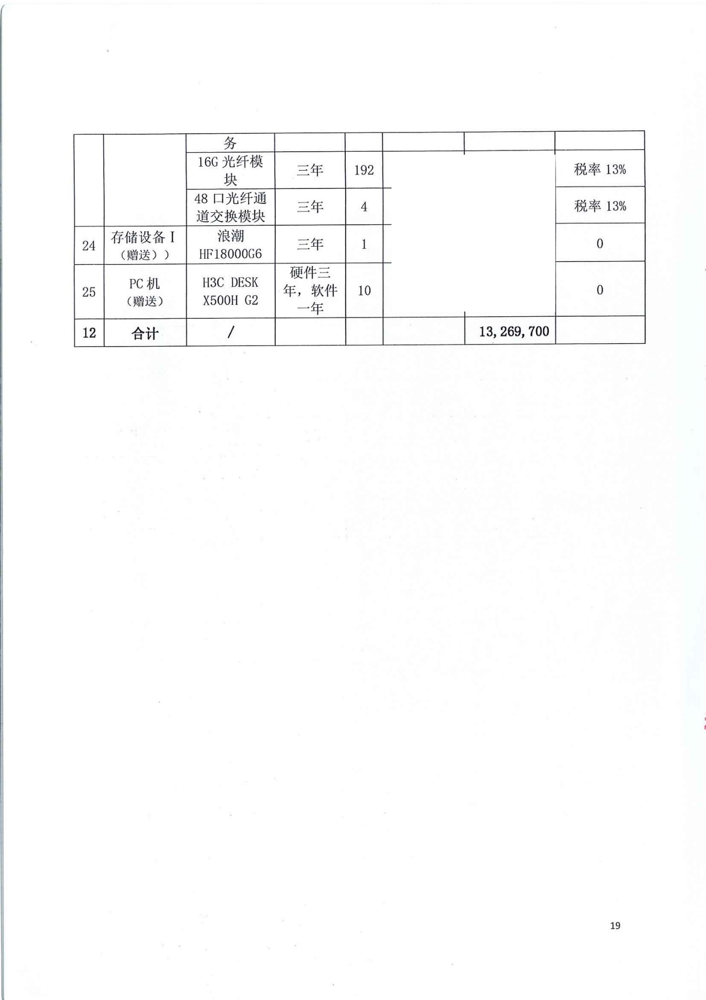 务
16G 光纤模
块
三年
192
税率 13%
48 口光纤通
道交换模块
三年
4
税率 13%
24
存储设备 I
（赠送））
浪潮
HF18000G6
三年
1
0
25
PC 机
（赠送）
H3C DESK
X500H G2
硬件三
年，软件
一年
10
0
12
合计
/
13,269,700
19